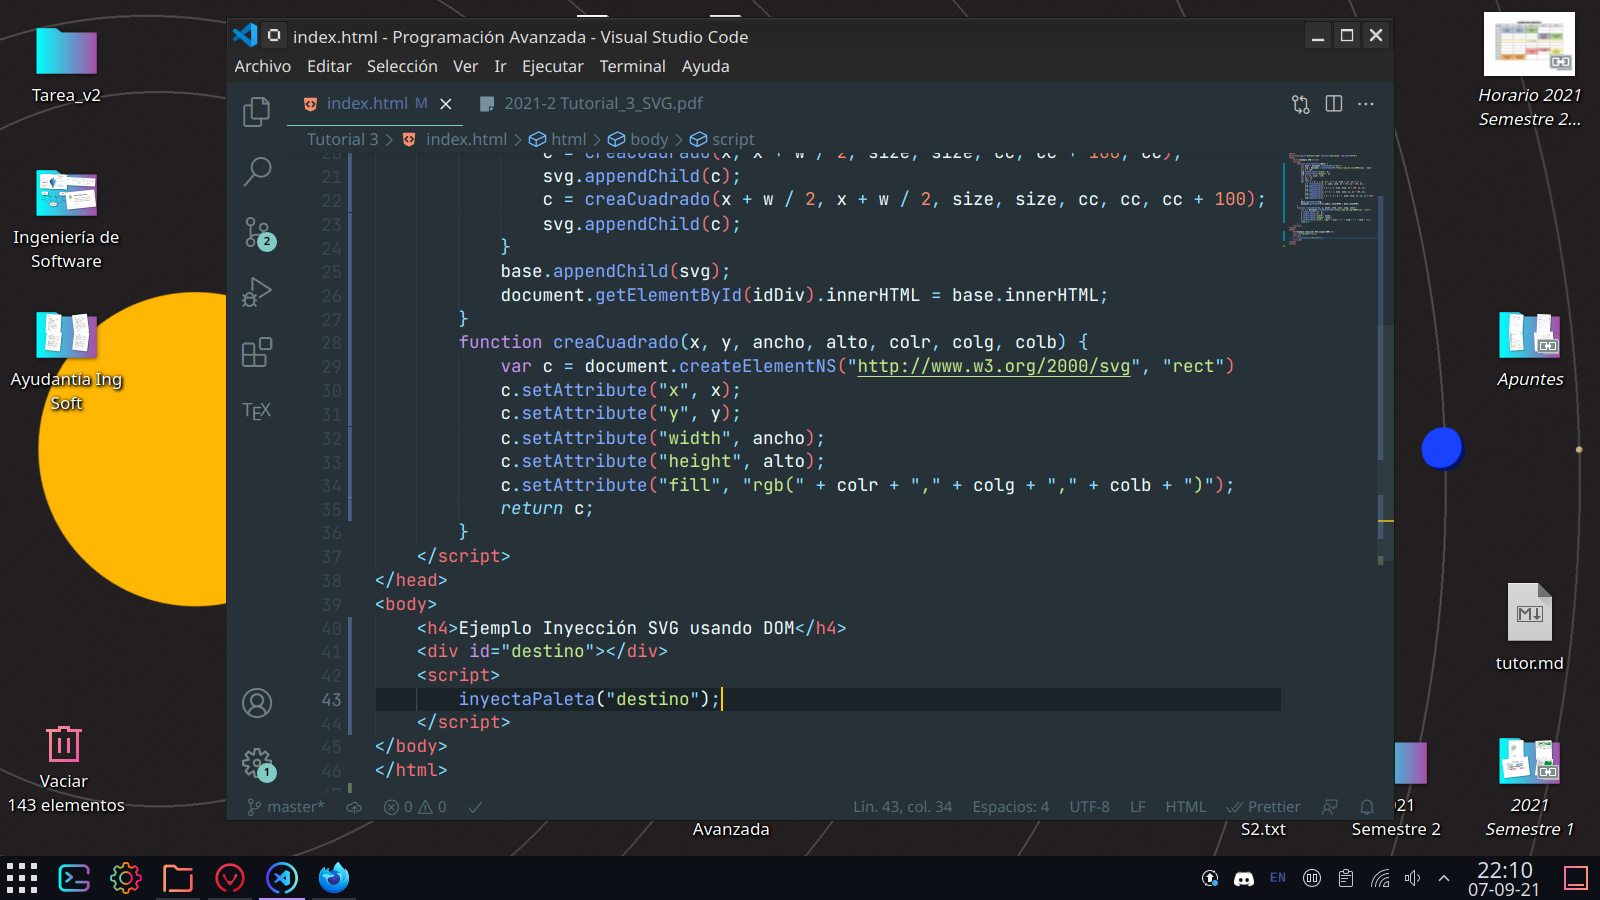 index.html - Programación Avanzada - Visual Studio Code
Archivo Editar Selección Ver Ir Ejecutar Terminal Ayuda
index.html M 2021-2 Tutorial_3_SVG.pdf
Tutorial 3 > index.html > html > body > script
20 c = creaCuadrado(x, x + w / 2, size, size, cc, cc + 100, cc);
21 svg.appendChild(c);
22 c = creaCuadrado(x + w / 2, x + w / 2, size, size, cc, cc, cc + 100);
23 svg.appendChild(c);
24 }
25 base.appendChild(svg);
26 document.getElementById(idDiv).innerHTML = base.innerHTML;
27 }
28 function creaCuadrado(x, y, ancho, alto, colr, colg, colb) {
29 var c = document.createElementNS("http://www.w3.org/2000/svg", "rect")
30 c.setAttribute("x", x);
31 c.setAttribute("y", y);
32 c.setAttribute("width", ancho);
33 c.setAttribute("height", alto);
34 c.setAttribute("fill", "rgb(" + colr + "," + colg + "," + colb + ")");
35 return c;
36 }
37 </script>
38 </head>
39 <body>
40 <h4>Ejemplo Inyección SVG usando DOM</h4>
41 <div id="destino"></div>
42 <script>
43 inyectaPaleta("destino");
44 </script>
45 </body>
46 </html>
47
2
1
TEX
master* 0 0 Lín. 43, col. 34 Espacios: 4 UTF-8 LF HTML Prettier
Tarea_v2
Ingeniería de
Software
Ayudantía Ing
Soft
Vaciar
143 elementos
Horario 2021
Semestre 2...
Apuntes
tutor.md
Avanzada
S2.txt
21
Semestre 2
2021
Semestre 1
EN
22:10
07-09-21